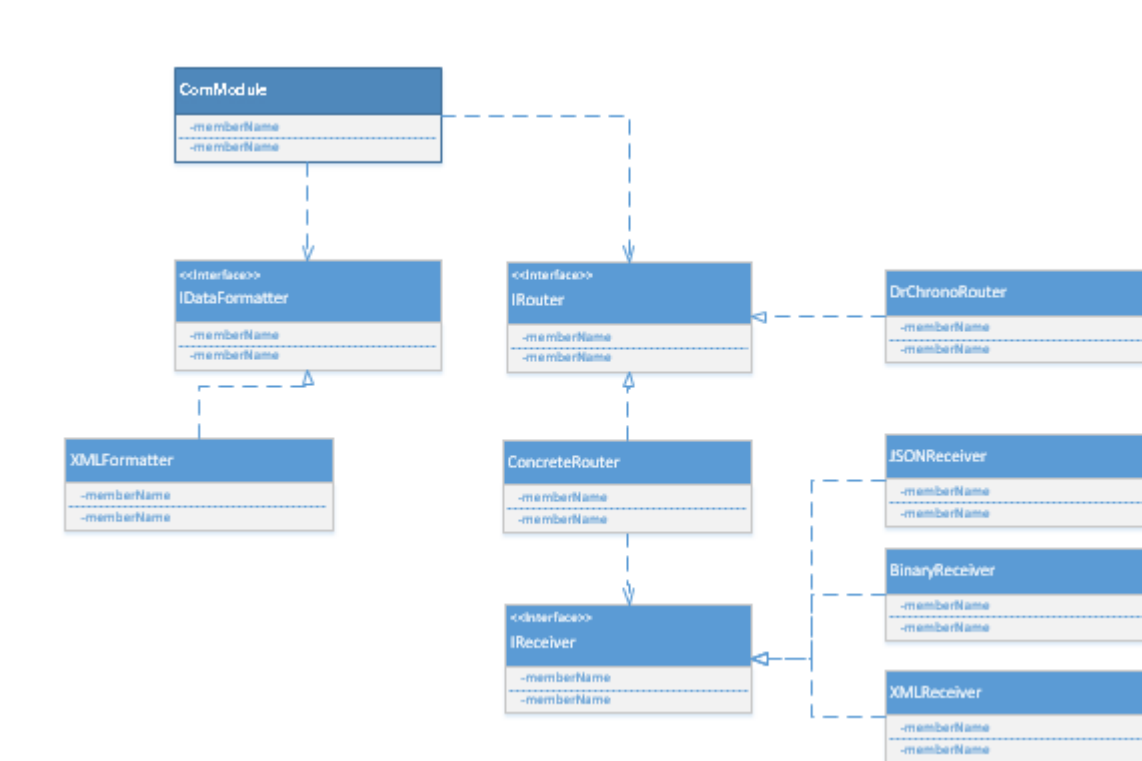 ComModule
-memberName
-memberName
<<Interface>>
IDataFormatter
-memberName
-memberName
<<Interface>>
IRouter
-memberName
-memberName
DrChronoRouter
-memberName
-memberName
XMLFormatter
-memberName
-memberName
ConcreteRouter
-memberName
-memberName
JSONReceiver
-memberName
-memberName
BinaryReceiver
-memberName
-memberName
<<Interface>>
IReceiver
-memberName
-memberName
XMLReceiver
-memberName
-memberName